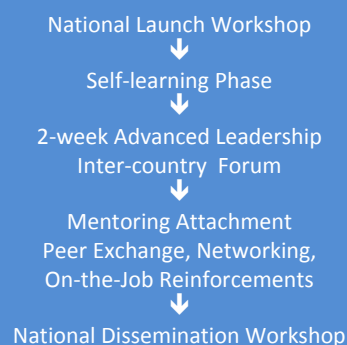 National Launch Workshop
Self-learning Phase
2-week Advanced Leadership
Inter-country Forum
Mentoring Attachment
Peer Exchange, Networking,
On-the-Job Reinforcements
National Dissemination Workshop